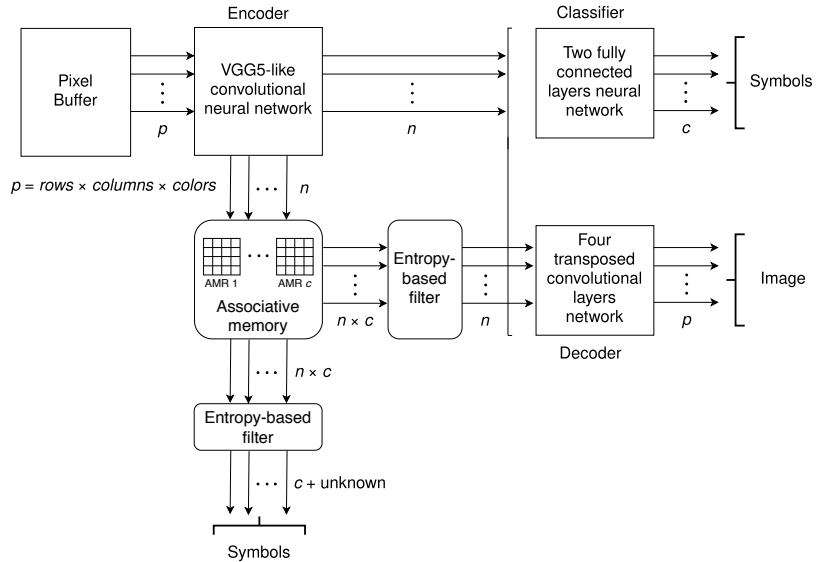 Encoder
Classifier
Pixel
Buffer
VGG5-like
convolutional
neural network
Two fully
connected
layers neural
network
Symbols
p
n
c
p = rows × columns × colors
n
AMR 1
AMR c
Associative
memory
n × c
Entropy-
based
filter
n
Four
transposed
convolutional
layers
network
p
Image
Decoder
n × c
Entropy-based
filter
c + unknown
Symbols